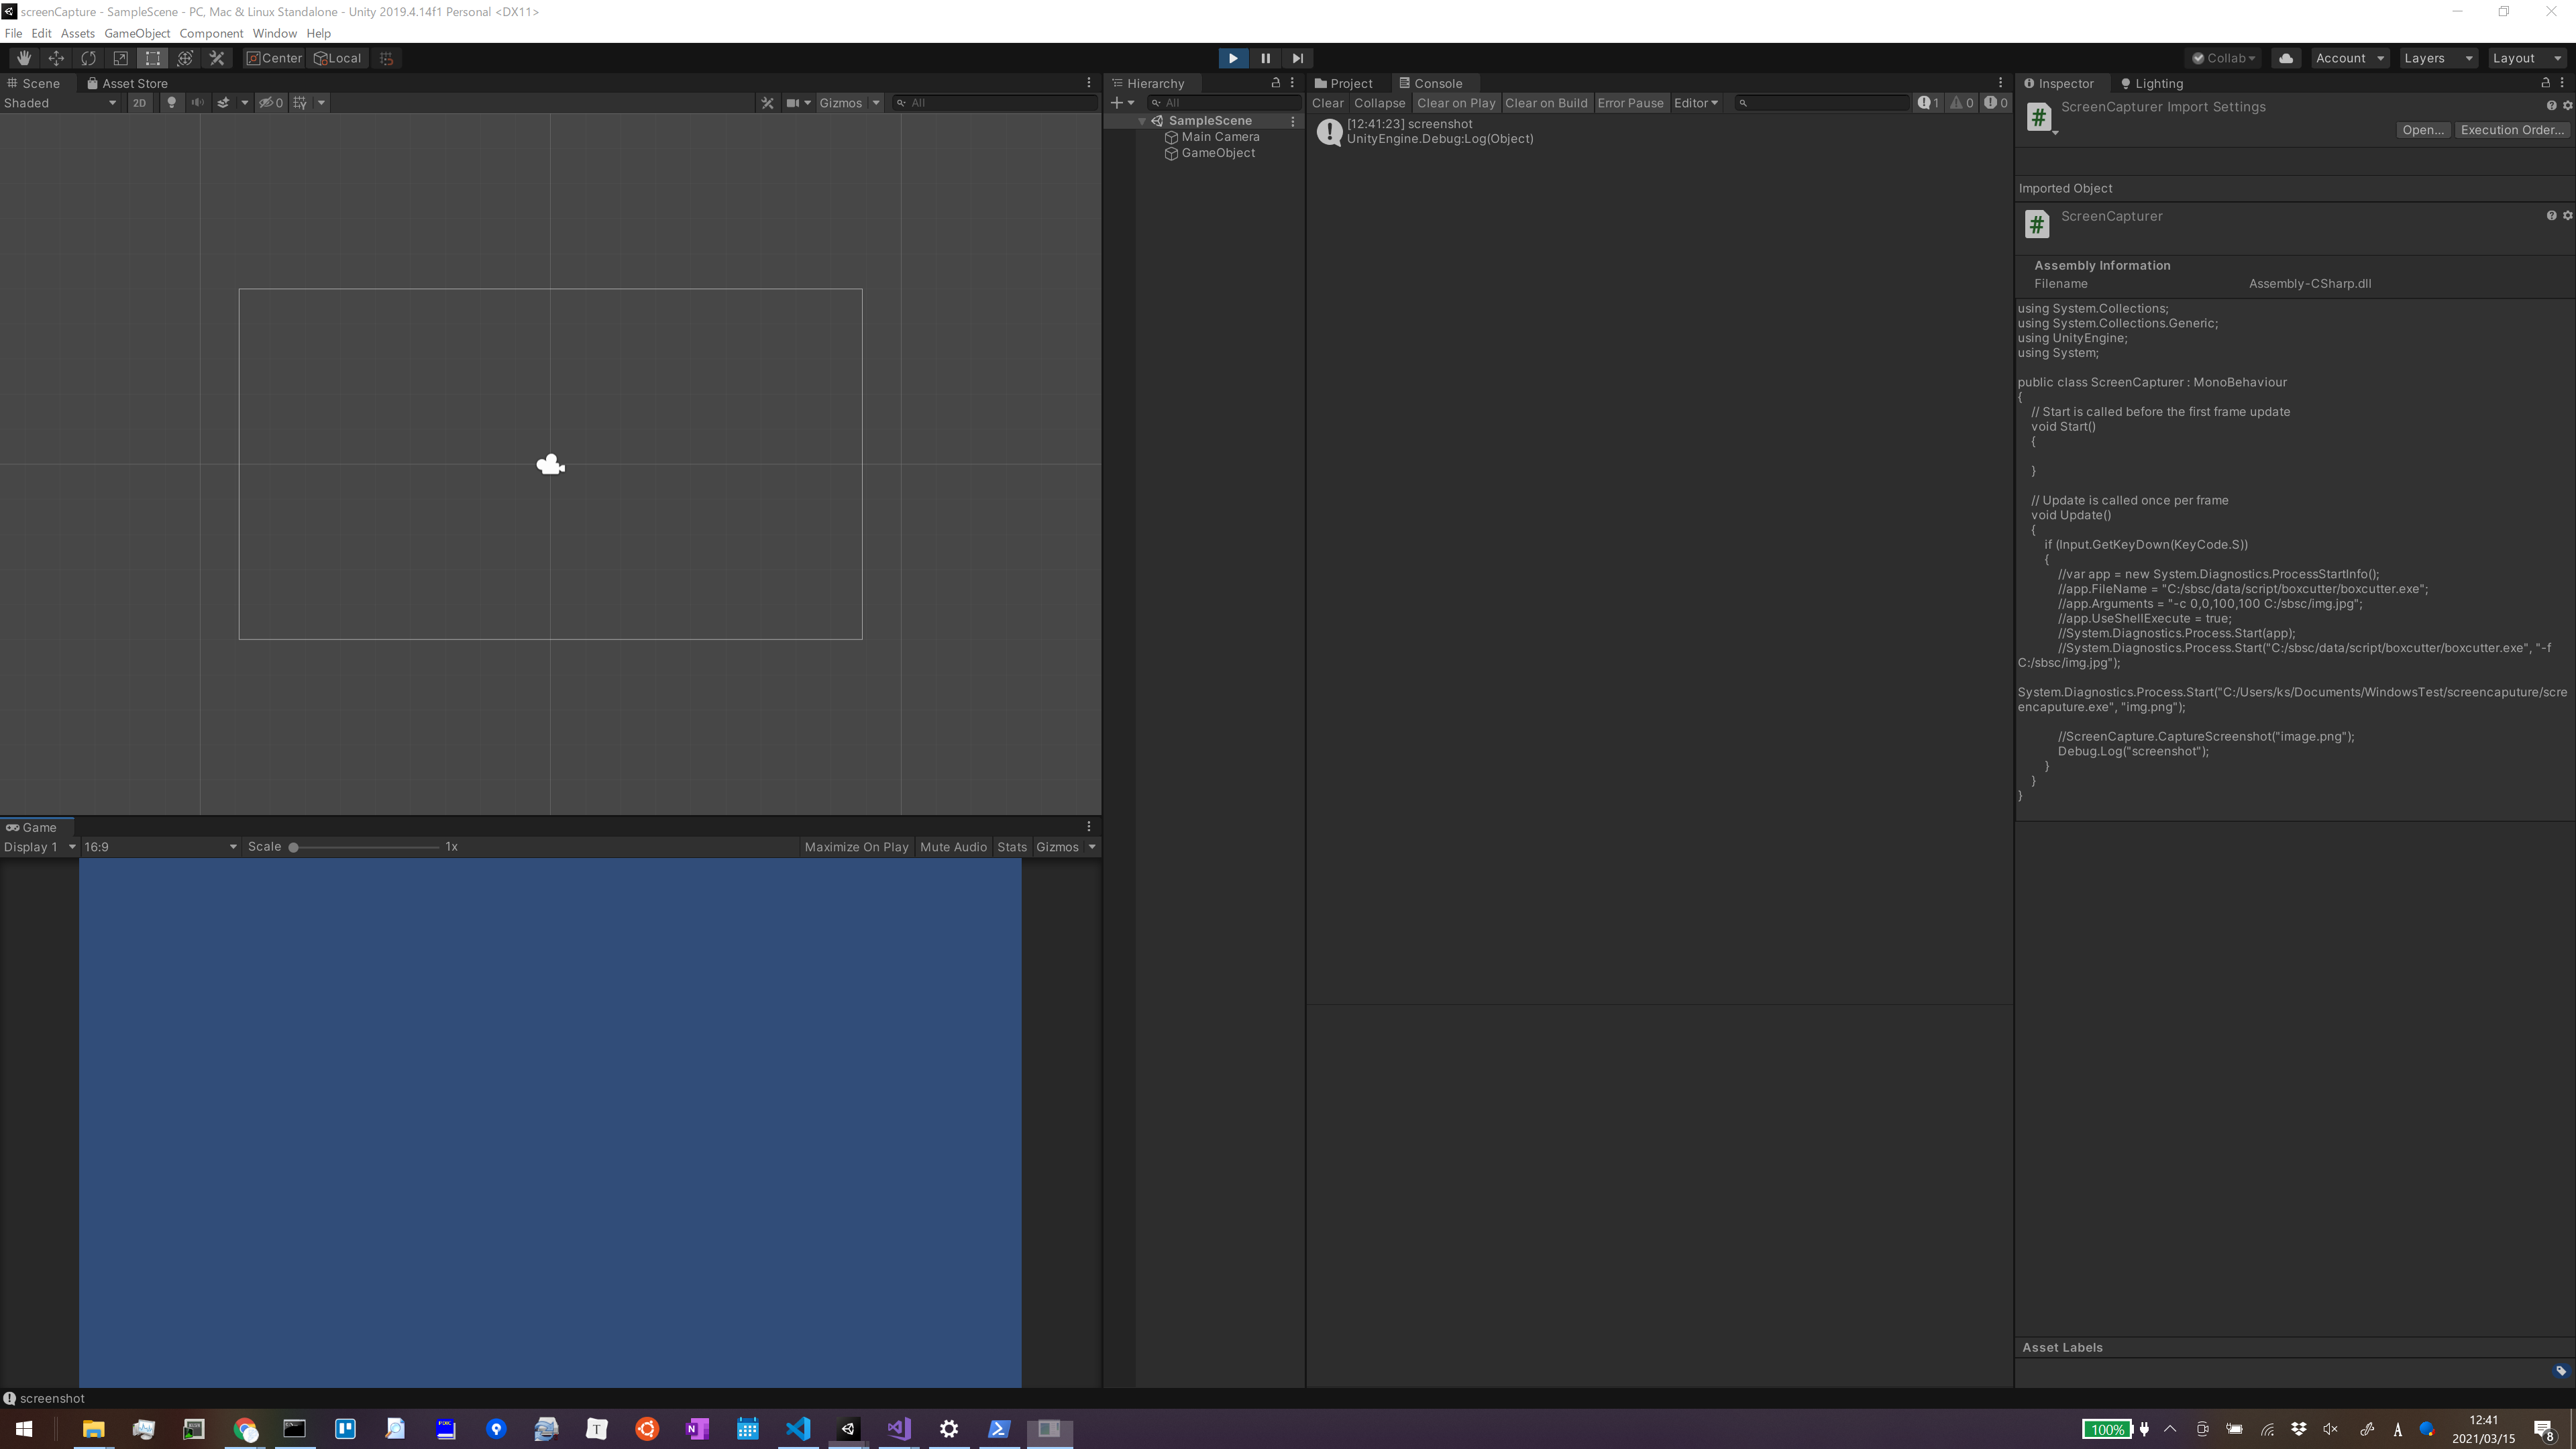 screenCapture - SampleScene - PC, Mac & Linux Standalone - Unity 2019.4.14f1 Personal <DX11>
File Edit Assets GameObject Component Window Help
Center Local
Collab Account Layers Layout
Scene Asset Store
Shaded 2D 0 Gizmos All
Hierarchy
All
SampleScene
Main Camera
GameObject
Project Console
Clear Collapse Clear on Play Clear on Build Error Pause Editor 1 0 0
[12:41:23] screenshot
UnityEngine.Debug:Log(Object)
Inspector Lighting
ScreenCapturer Import Settings
Open... Execution Order...
Imported Object
ScreenCapturer
Assembly Information
Filename Assembly-CSharp.dll
using System.Collections;
using System.Collections.Generic;
using UnityEngine;
using System;
public class ScreenCapturer : MonoBehaviour
{
// Start is called before the first frame update
void Start()
{
}
// Update is called once per frame
void Update()
{
if (Input.GetKeyDown(KeyCode.S))
{
//var app = new System.Diagnostics.ProcessStartInfo();
//app.FileName = "C:/sbsc/data/script/boxcutter/boxcutter.exe";
//app.Arguments = "-c 0,0,100,100 C:/sbsc/img.jpg";
//app.UseShellExecute = true;
//System.Diagnostics.Process.Start(app);
//System.Diagnostics.Process.Start("C:/sbsc/data/script/boxcutter/boxcutter.exe", "-f
C:/sbsc/img.jpg");
System.Diagnostics.Process.Start("C:/Users/ks/Documents/WindowsTest/screencaputure/scre
encaputure.exe", "img.png");
//ScreenCapture.CaptureScreenshot("image.png");
Debug.Log("screenshot");
}
}
}
Game
Display 1 16:9 Scale 1x Maximize On Play Mute Audio Stats Gizmos
Asset Labels
screenshot
100% A 12:41
2021/03/15 8